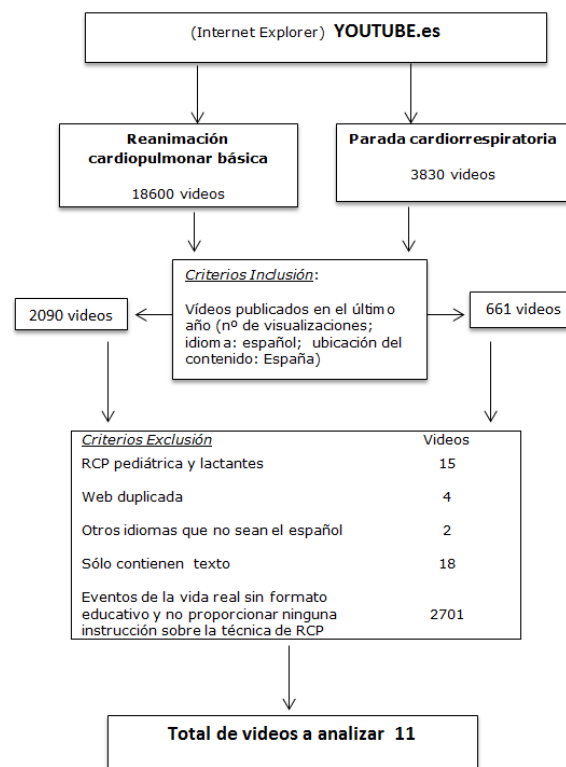 (Internet Explorer) YOUTUBE.es
Reanimación
cardiopulmonar básica
18600 videos
Parada cardiorrespiratoria
3830 videos
Criterios Inclusión:
Vídeos publicados en el último
año (nº de visualizaciones;
idioma: español; ubicación del
contenido: España)
2090 videos
661 videos
Criterios Exclusión Videos
RCP pediátrica y lactantes 15
Web duplicada 4
Otros idiomas que no sean el español 2
Sólo contienen texto 18
Eventos de la vida real sin formato
educativo y no proporcionar ninguna 2701
instrucción sobre la técnica de RCP
Total de videos a analizar 11